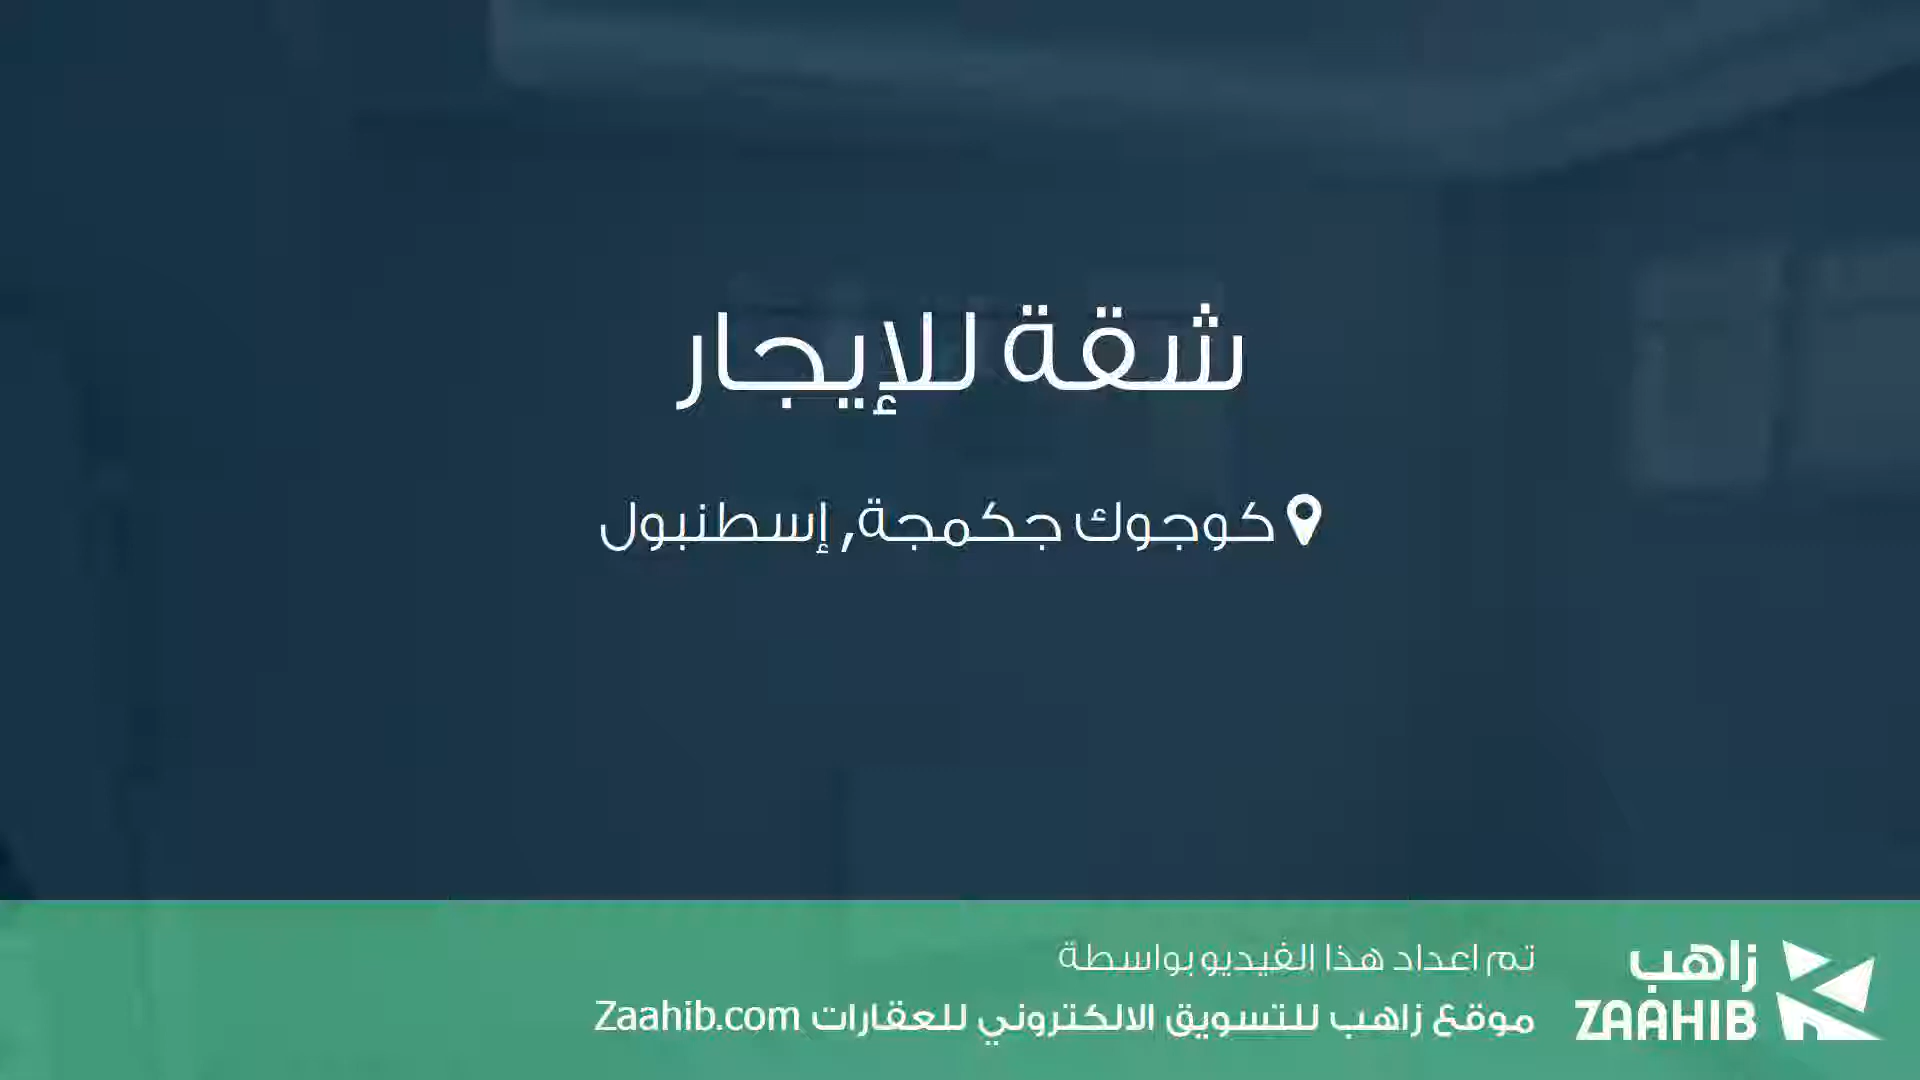 شقة للإيجار
كوجوك جكمجة, إسطنبول
تم اعداد هذا الفيديو بواسطة
موقع زاهب للتسويق الالكتروني للعقارات Zaahib.com
زاهب
ZAAHIB